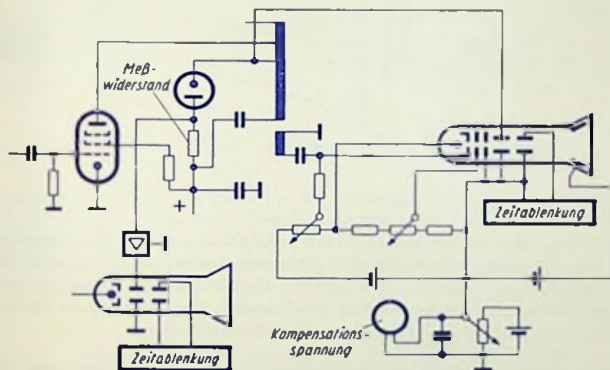 Meß-
widerstand
+
Zeitablenkung
Kompensations-
spannung
Zeitablenkung